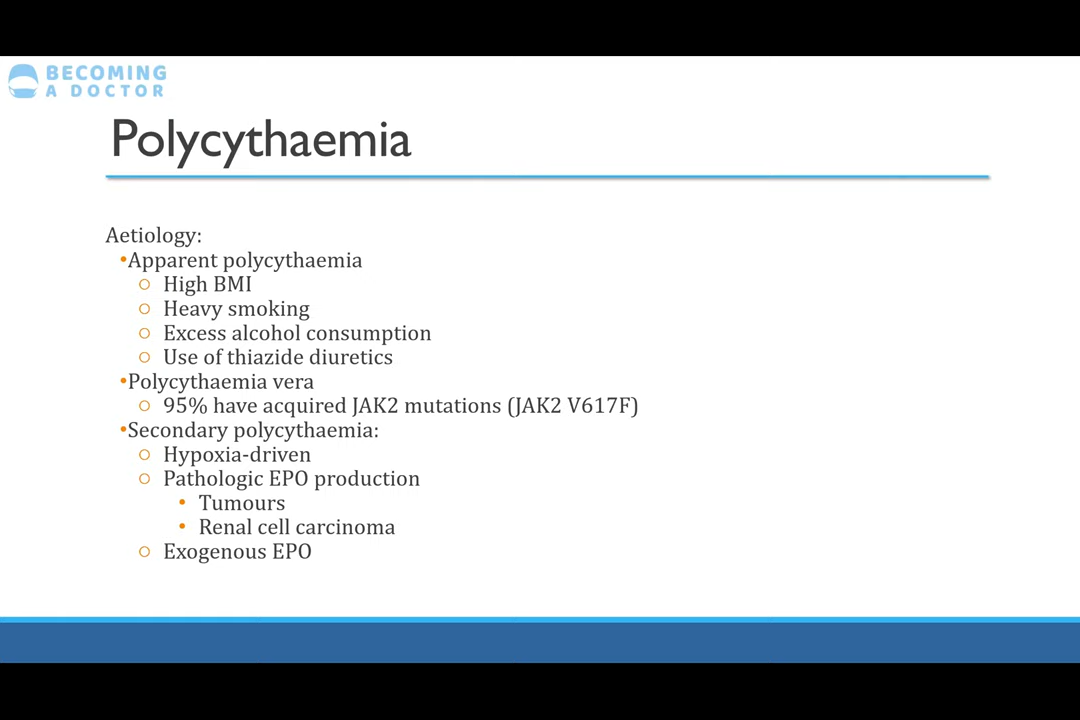 BECOMING
A DOCTOR
Polycythaemia
Aetiology:
•Apparent polycythaemia
○ High BMI
○ Heavy smoking
○ Excess alcohol consumption
○ Use of thiazide diuretics
•Polycythaemia vera
○ 95% have acquired JAK2 mutations (JAK2 V617F)
•Secondary polycythaemia:
○ Hypoxia-driven
○ Pathologic EPO production
• Tumours
• Renal cell carcinoma
○ Exogenous EPO